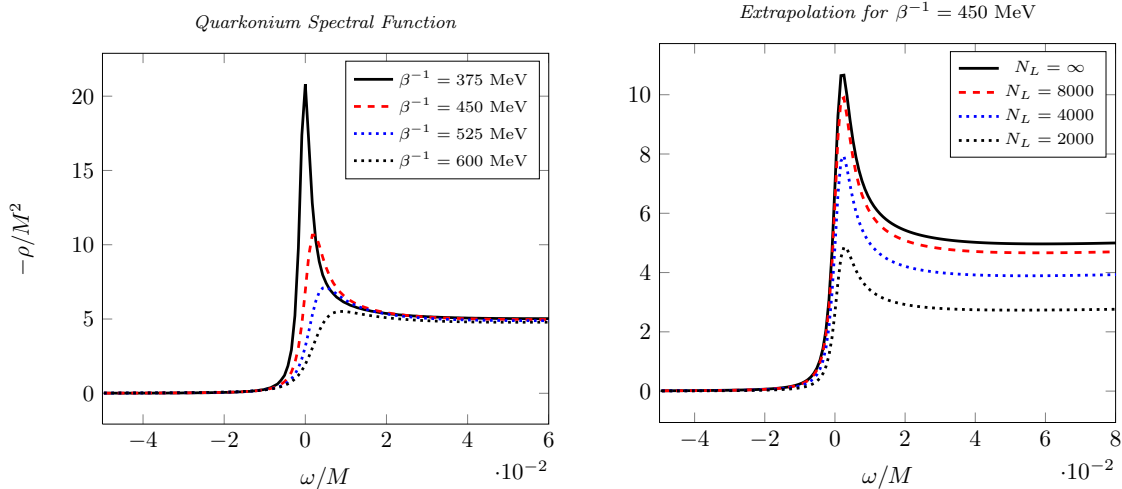 Quarkonium Spectral Function
20
15
10
5
0
−ρ/M²
β⁻¹ = 375 MeV
β⁻¹ = 450 MeV
β⁻¹ = 525 MeV
β⁻¹ = 600 MeV
−4 −2 0 2 4 6
·10⁻²
ω/M
Extrapolation for β⁻¹ = 450 MeV
10
8
6
4
2
0
N_L = ∞
N_L = 8000
N_L = 4000
N_L = 2000
−4 −2 0 2 4 6 8
·10⁻²
ω/M